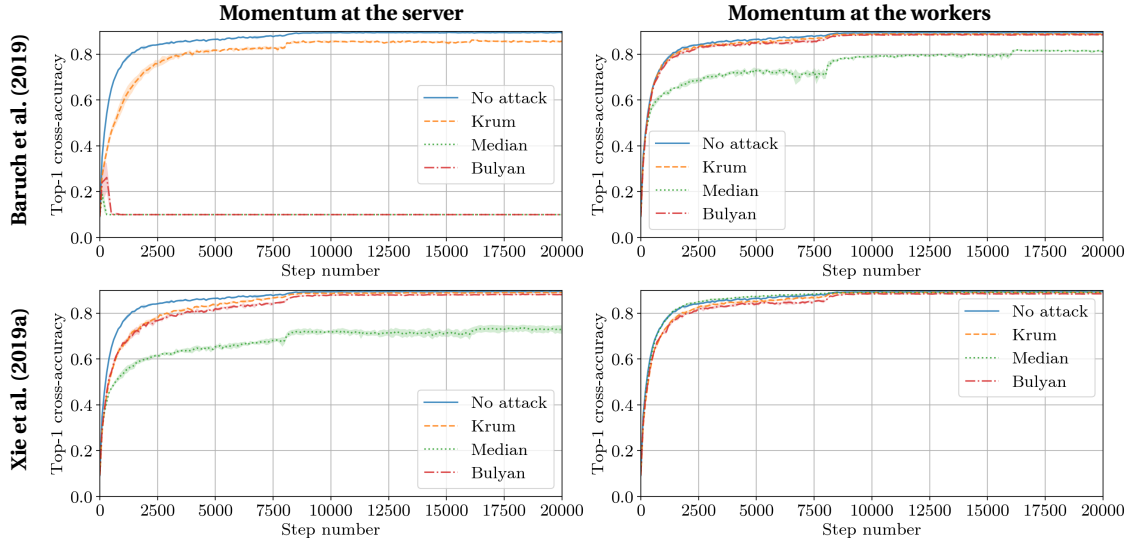 Momentum at the server
Momentum at the workers
Baruch et al. (2019)
Top-1 cross-accuracy
0.8
0.6
0.4
0.2
0.0
No attack
Krum
Median
Bulyan
0 2500 5000 7500 10000 12500 15000 17500 20000
Step number
Top-1 cross-accuracy
0.8
0.6
0.4
0.2
0.0
No attack
Krum
Median
Bulyan
0 2500 5000 7500 10000 12500 15000 17500 20000
Step number
Xie et al. (2019a)
Top-1 cross-accuracy
0.8
0.6
0.4
0.2
0.0
No attack
Krum
Median
Bulyan
0 2500 5000 7500 10000 12500 15000 17500 20000
Step number
Top-1 cross-accuracy
0.8
0.6
0.4
0.2
0.0
No attack
Krum
Median
Bulyan
0 2500 5000 7500 10000 12500 15000 17500 20000
Step number